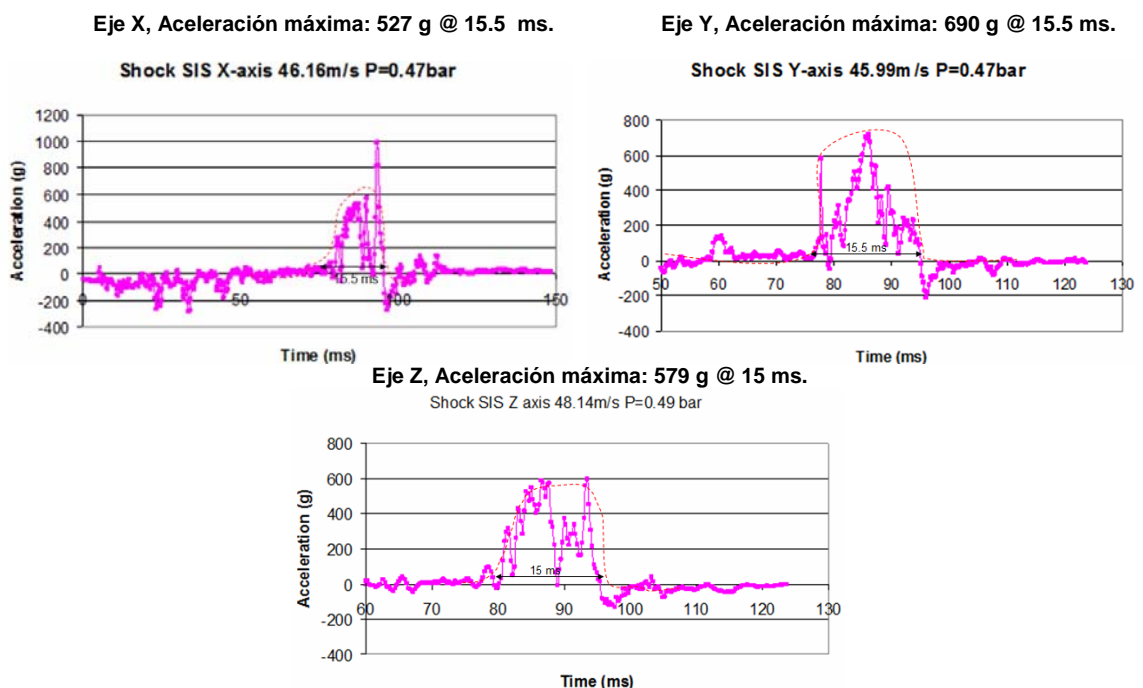 Eje X, Aceleración máxima: 527 g @ 15.5 ms.
Shock SIS X-axis 46.16m/s P=0.47bar
Acceleration (g)
1200
1000
800
600
400
200
0
-200
-400
15.5 ms
0
50
100
150
Time (ms)
Eje Y, Aceleración máxima: 690 g @ 15.5 ms.
Shock SIS Y-axis 45.99m/s P=0.47bar
Acceleration (g)
800
600
400
200
0
-200
-400
15.5 ms
50
60
70
80
90
100
110
120
130
Time (ms)
Eje Z, Aceleración máxima: 579 g @ 15 ms.
Shock SIS Z axis 48.14m/s P=0.49 bar
Acceleration (g)
800
600
400
200
0
-200
-400
15 ms
60
70
80
90
100
110
120
130
Time (ms)